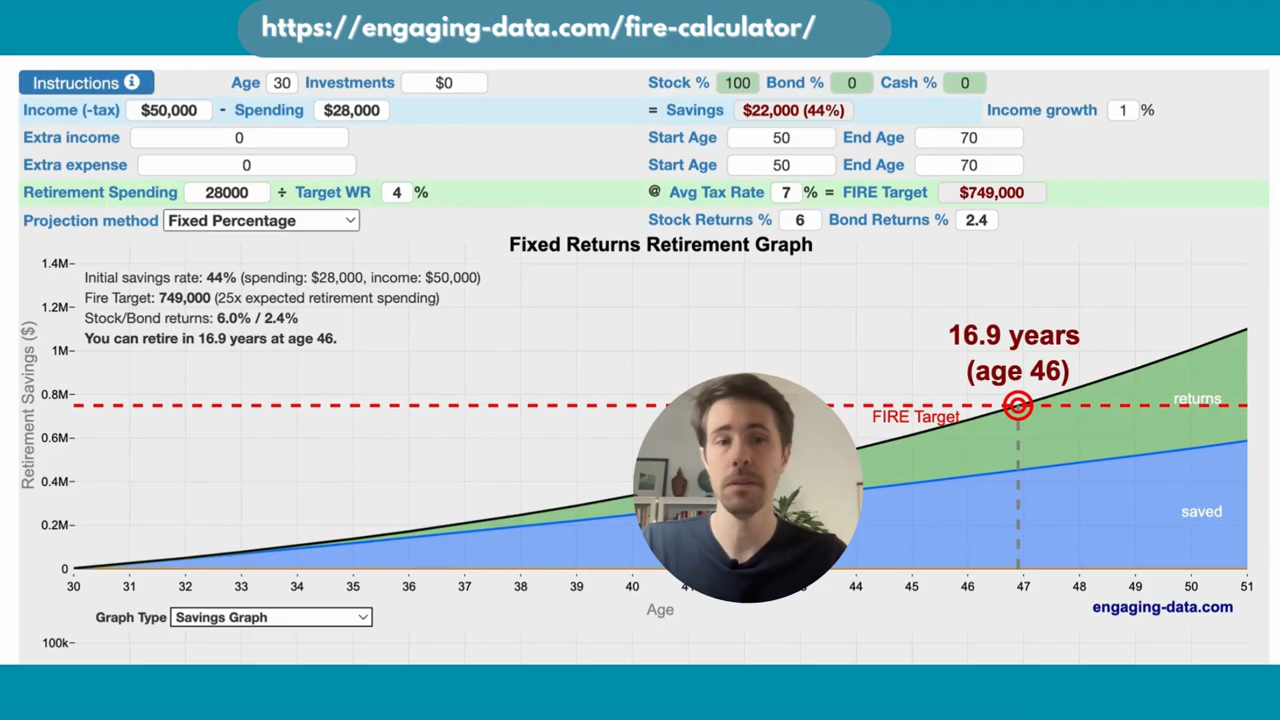 https://engaging-data.com/fire-calculator/
Instructions i Age 30 Investments $0 Stock % 100 Bond % 0 Cash % 0
Income (-tax) $50,000 - Spending $28,000 = Savings $22,000 (44%) Income growth 1 %
Extra income 0 Start Age 50 End Age 70
Extra expense 0 Start Age 50 End Age 70
Retirement Spending 28000 ÷ Target WR 4 % @ Avg Tax Rate 7 % = FIRE Target $749,000
Projection method Fixed Percentage Stock Returns % 6 Bond Returns % 2.4
Fixed Returns Retirement Graph
1.4M
Initial savings rate: 44% (spending: $28,000, income: $50,000)
Fire Target: 749,000 (25x expected retirement spending)
1.2M
Stock/Bond returns: 6.0% / 2.4%
You can retire in 16.9 years at age 46.
16.9 years
(age 46)
1M
0.8M
returns
FIRE Target
0.6M
0.4M
saved
0.2M
0
Retirement Savings ($)
30 31 32 33 34 35 36 37 38 39 40 44 45 46 47 48 49 50 51
Age
engaging-data.com
Graph Type Savings Graph
100k